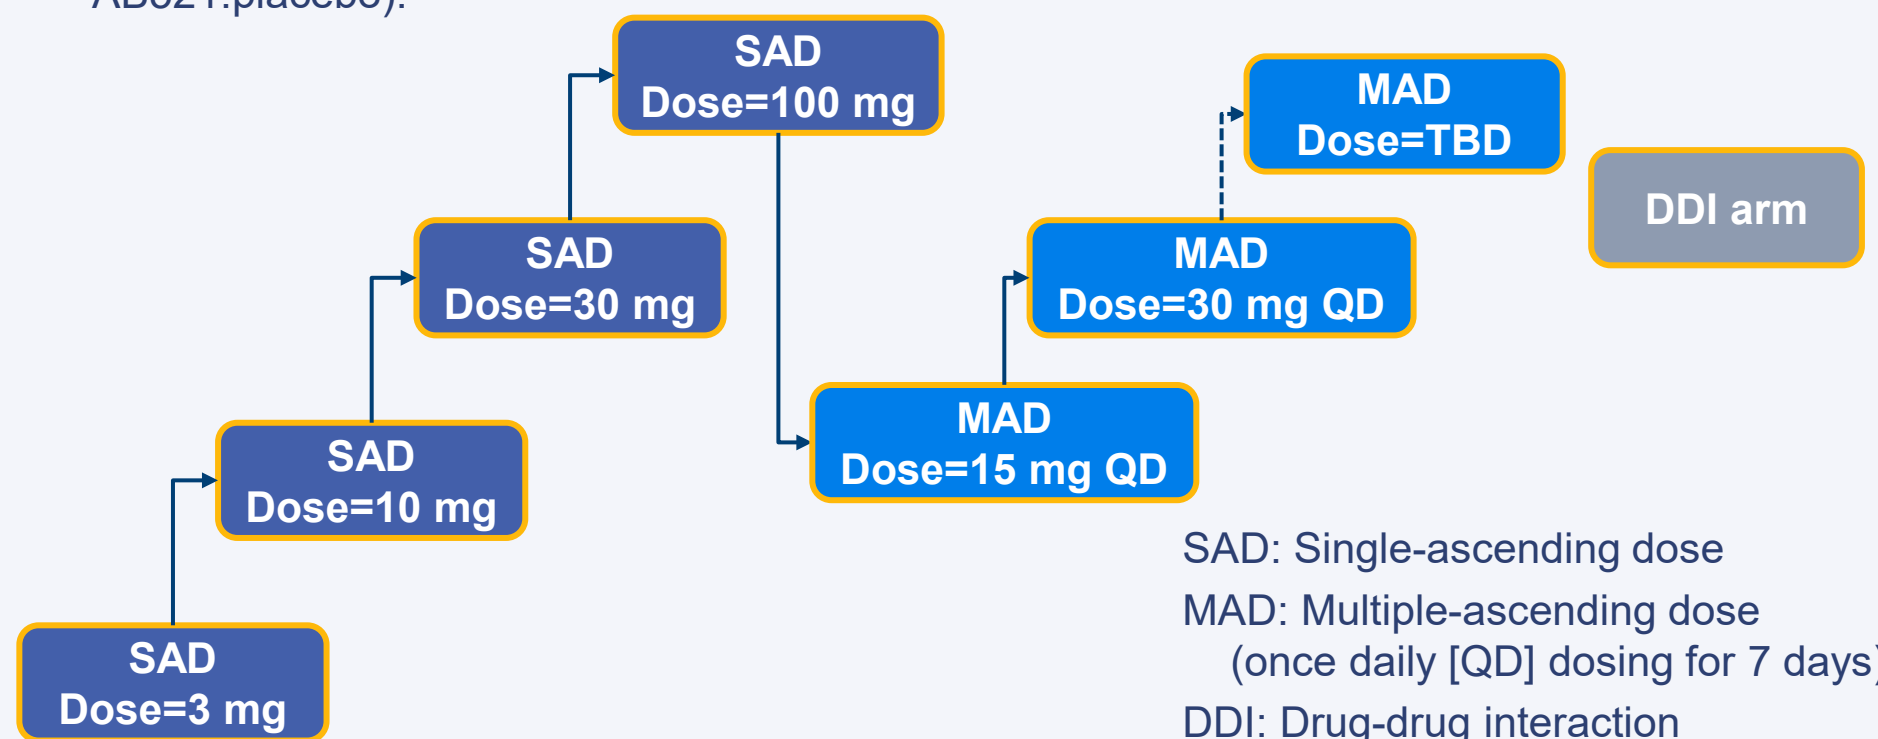 AB521:placebo).
SAD
Dose=100 mg
MAD
Dose=TBD
DDI arm
SAD
Dose=30 mg
MAD
Dose=30 mg QD
MAD
Dose=15 mg QD
SAD
Dose=10 mg
SAD
Dose=3 mg
SAD: Single-ascending dose
MAD: Multiple-ascending dose
(once daily [QD] dosing for 7 days)
DDI: Drug-drug interaction